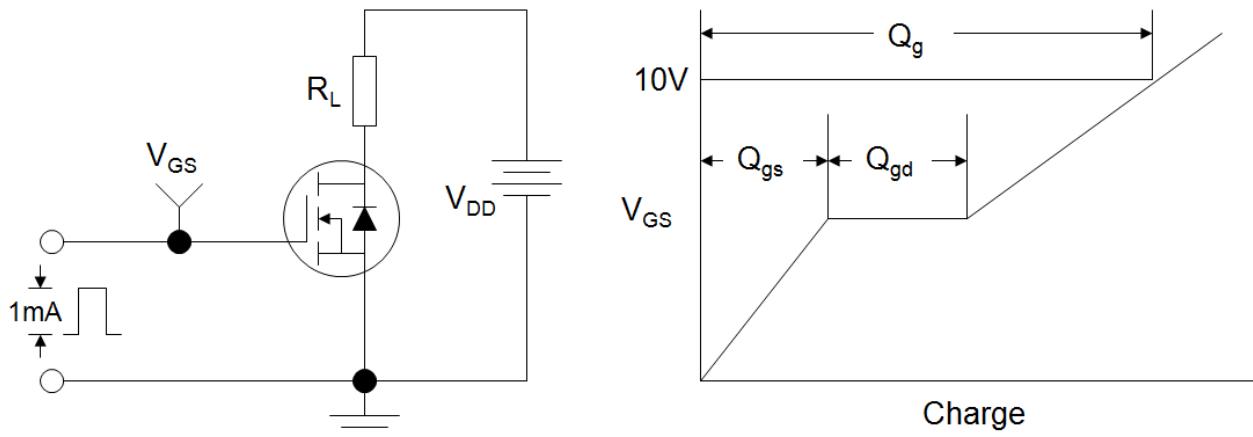 R_L
V_GS
V_DD
1mA
Q_g
10V
Q_gs
Q_gd
V_GS
Charge